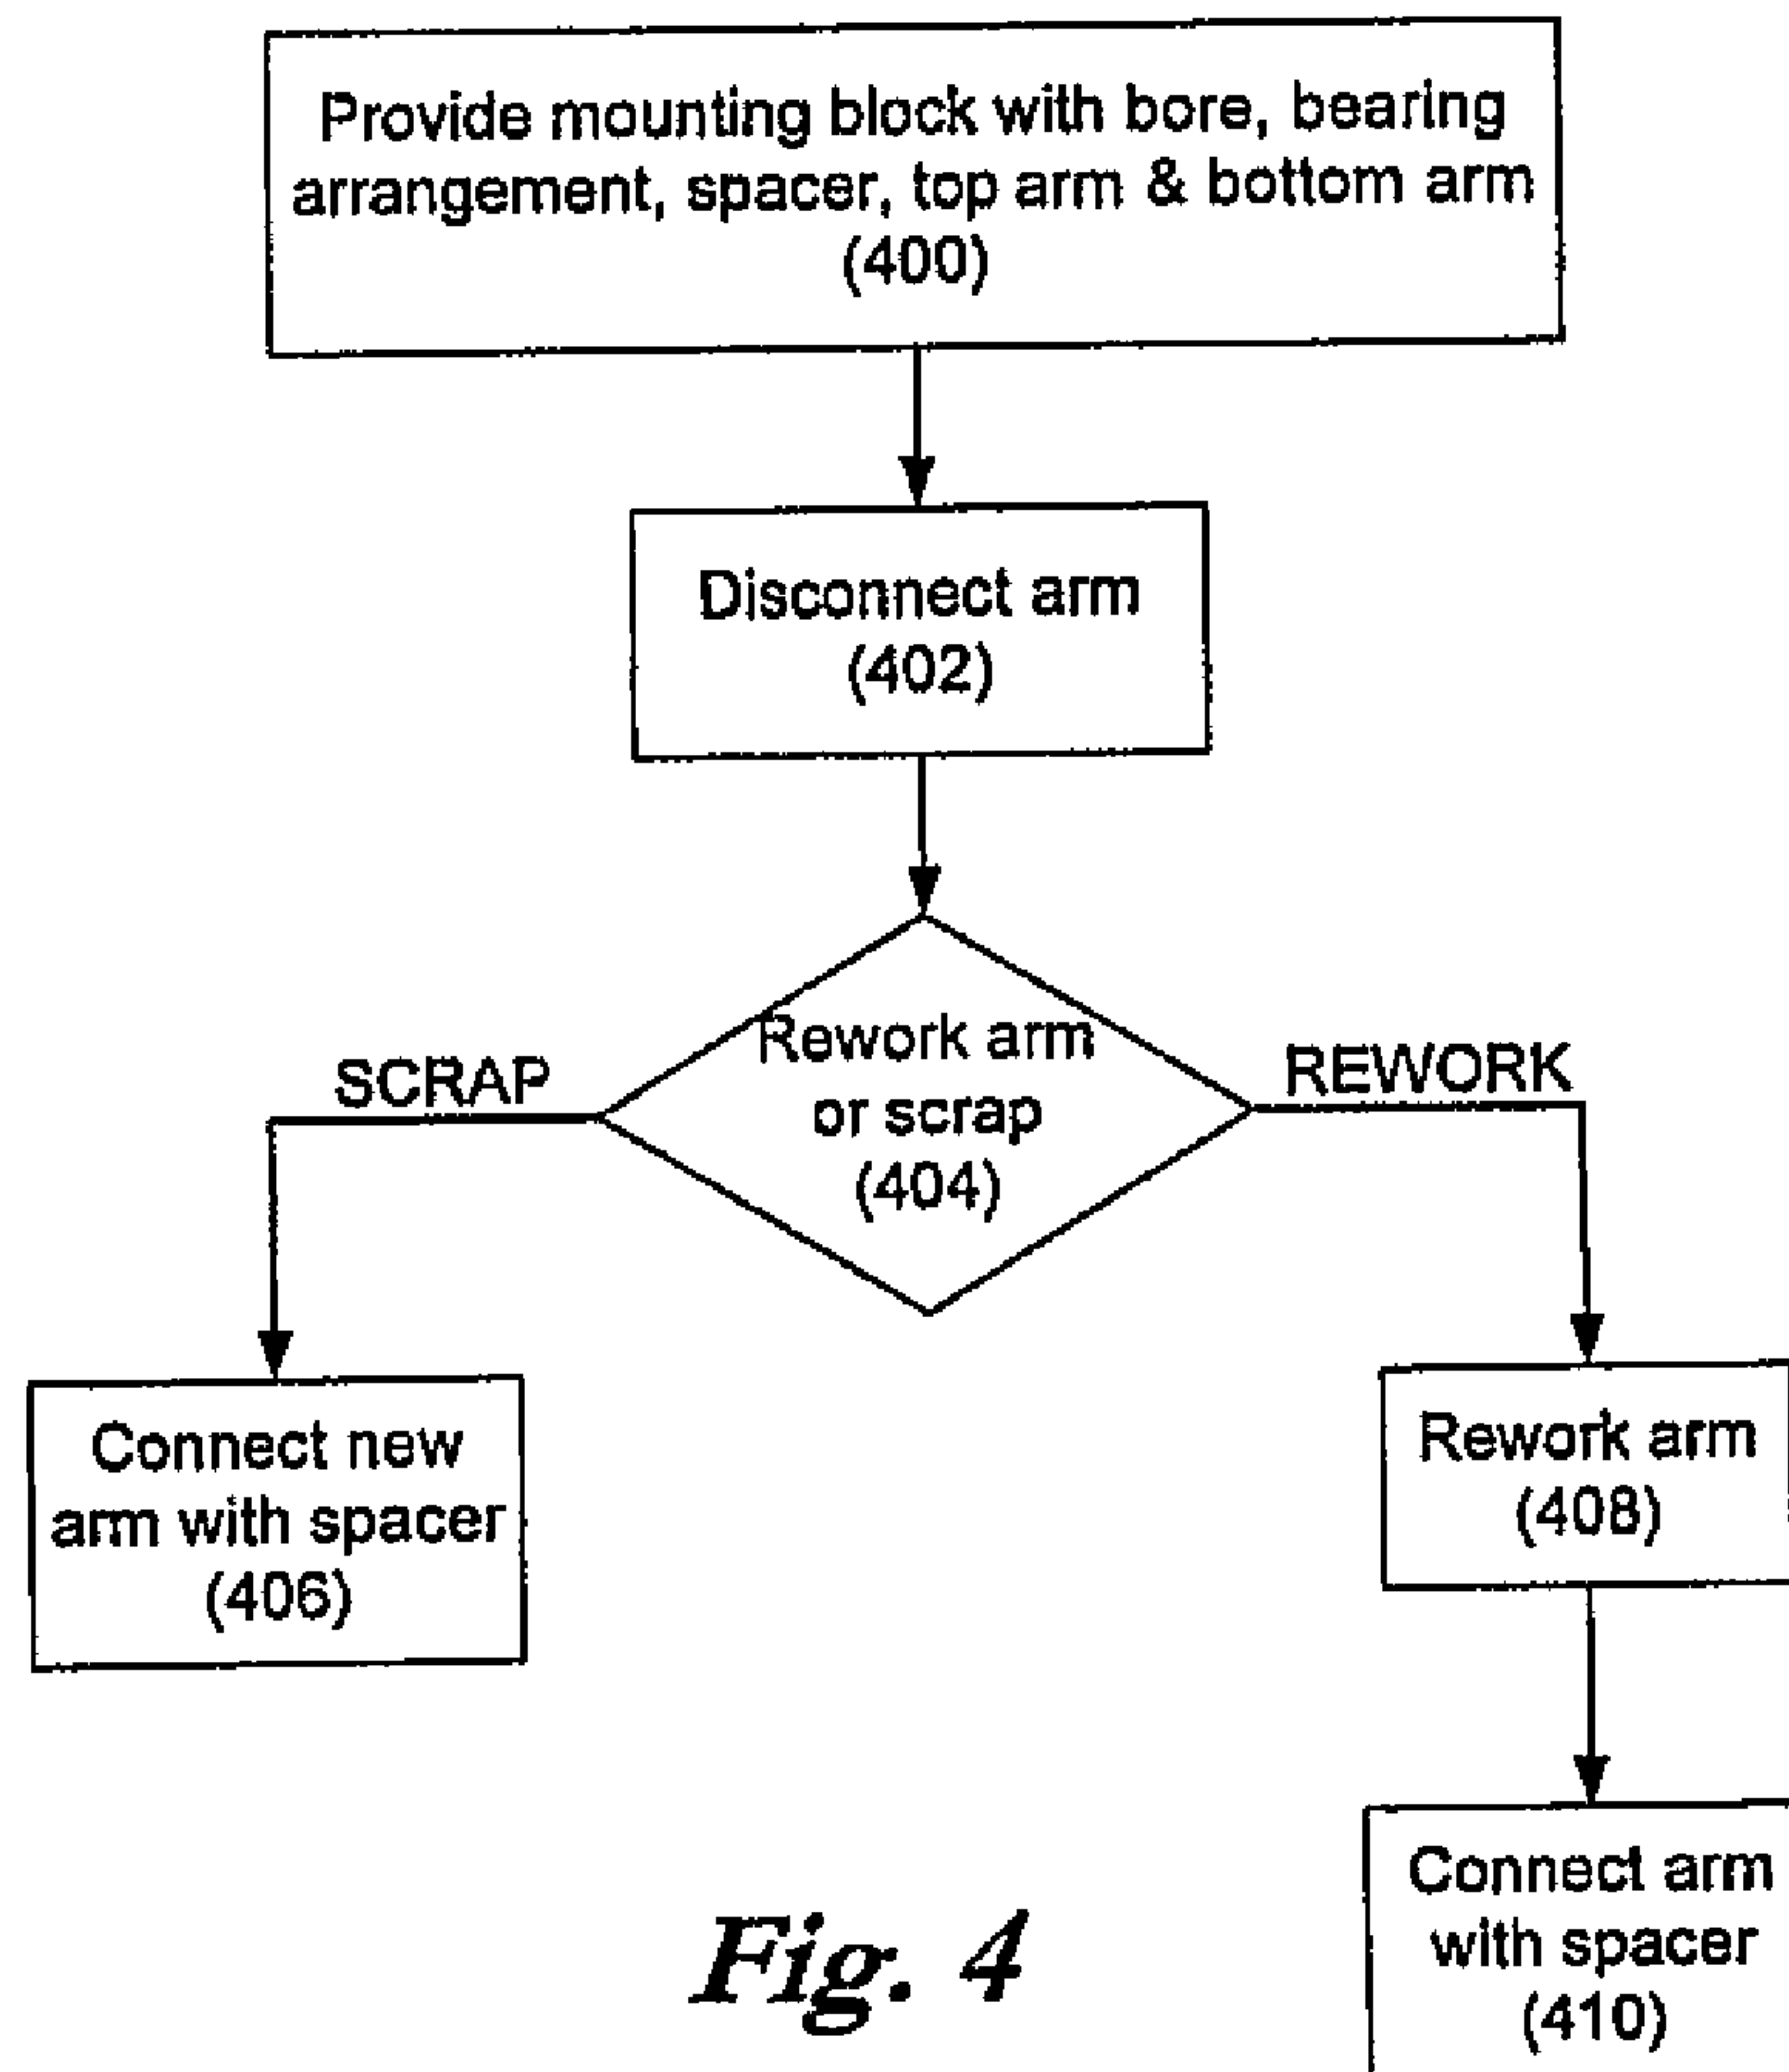 Provide mounting block with bore, bearing
arrangement, spacer, top arm & bottom arm
(400)
Disconnect arm
(402)
Rework arm
or scrap
(404)
SCRAP
REWORK
Connect new
arm with spacer
(406)
Rework arm
(408)
Connect arm
with spacer
(410)
Fig. 4